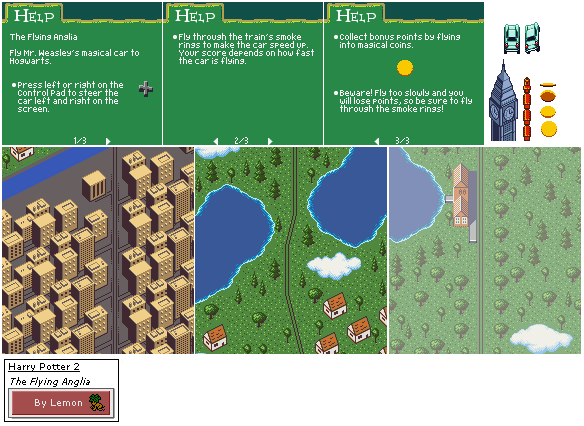 HELP
The Flying Anglia
Fly Mr. Weasley's magical car to
Hogwarts.
Press left or right on the
Control Pad to steer the
car left and right on the
screen.
1/3
HELP
Fly through the train's smoke
rings to make the car speed up.
Your score depends on how fast
the car is flying.
2/3
HELP
Collect bonus points by flying
into magical coins.
Beware! Fly too slowly and you
will lose points, so be sure to fly
through the smoke rings!
3/3
Harry Potter 2
The Flying Anglia
By Lemon